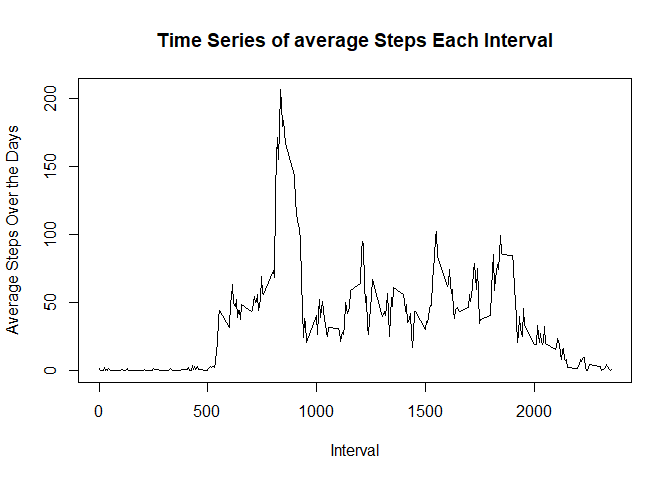 Time Series of average Steps Each Interval
Average Steps Over the Days
200
150
100
50
0
0 500 1000 1500 2000
Interval